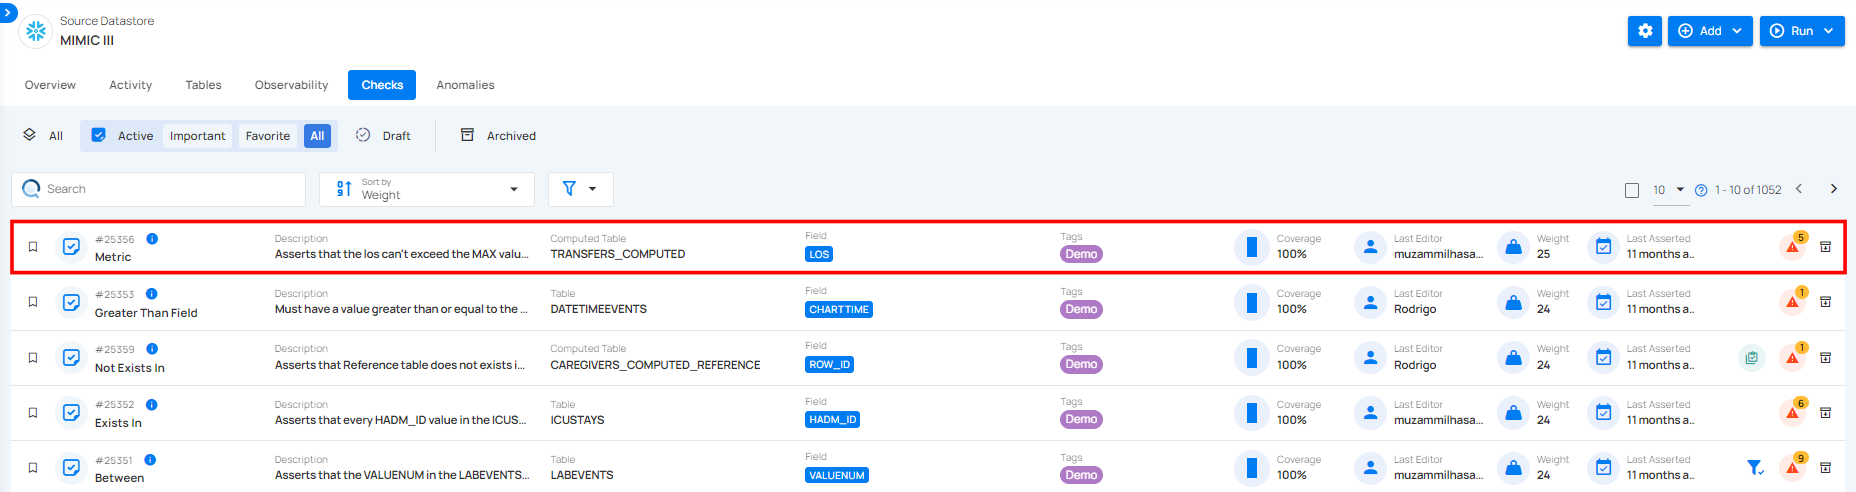 Source Datastore
MIMIC III
Add
Run
Overview Activity Tables Observability Checks Anomalies
All Active Important Favorite All Draft Archived
Search
Sort by
Weight
10 1 - 10 of 1052
#25356 Description Computed Table Field Tags Coverage Last Editor Weight Last Asserted 5
Metric Asserts that the los can't exceed the MAX valu... TRANSFERS_COMPUTED LOS Demo 100% muzammilhasa... 25 11 months a..
#25353 Description Table Field Tags Coverage Last Editor Weight Last Asserted 1
Greater Than Field Must have a value greater than or equal to the ... DATETIMEEVENTS CHARTTIME Demo 100% Rodrigo 24 11 months a..
#25359 Description Computed Table Field Tags Coverage Last Editor Weight Last Asserted 1
Not Exists In Asserts that Reference table does not exists i... CAREGIVERS_COMPUTED_REFERENCE ROW_ID Demo 100% Rodrigo 24 11 months a..
#25352 Description Table Field Tags Coverage Last Editor Weight Last Asserted 6
Exists In Asserts that every HADM_ID value in the ICUS... ICUSTAYS HADM_ID Demo 100% muzammilhasa... 24 11 months a..
#25351 Description Table Field Tags Coverage Last Editor Weight Last Asserted 9
Between Asserts that the VALUENUM in the LABEVENTS... LABEVENTS VALUENUM Demo 100% muzammilhasa... 24 11 months a..